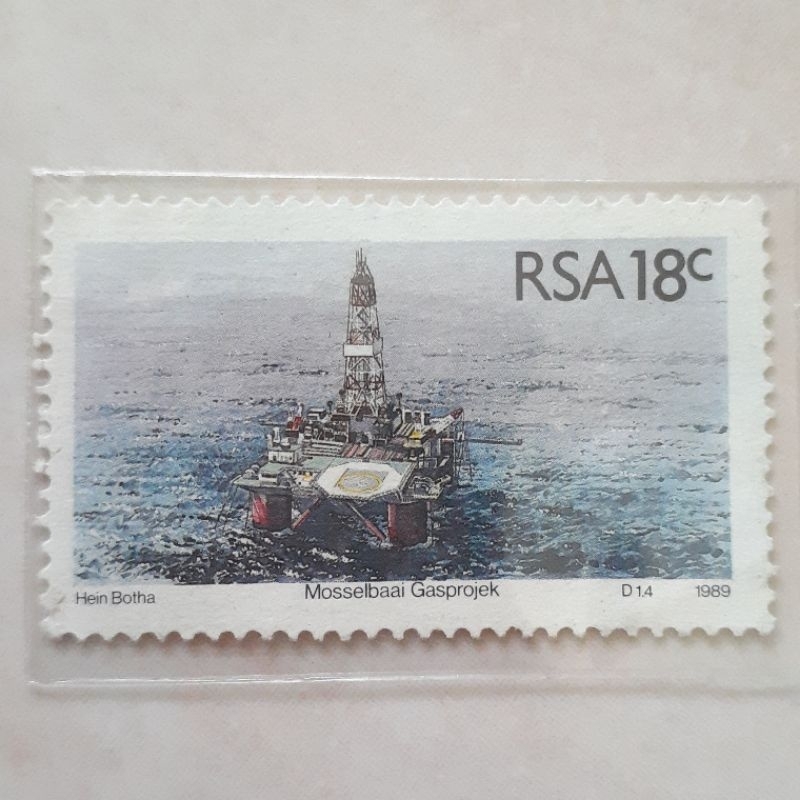 RSA 18c
Hein Botha
Mosselbaai Gasprojek
D 1.4
1989